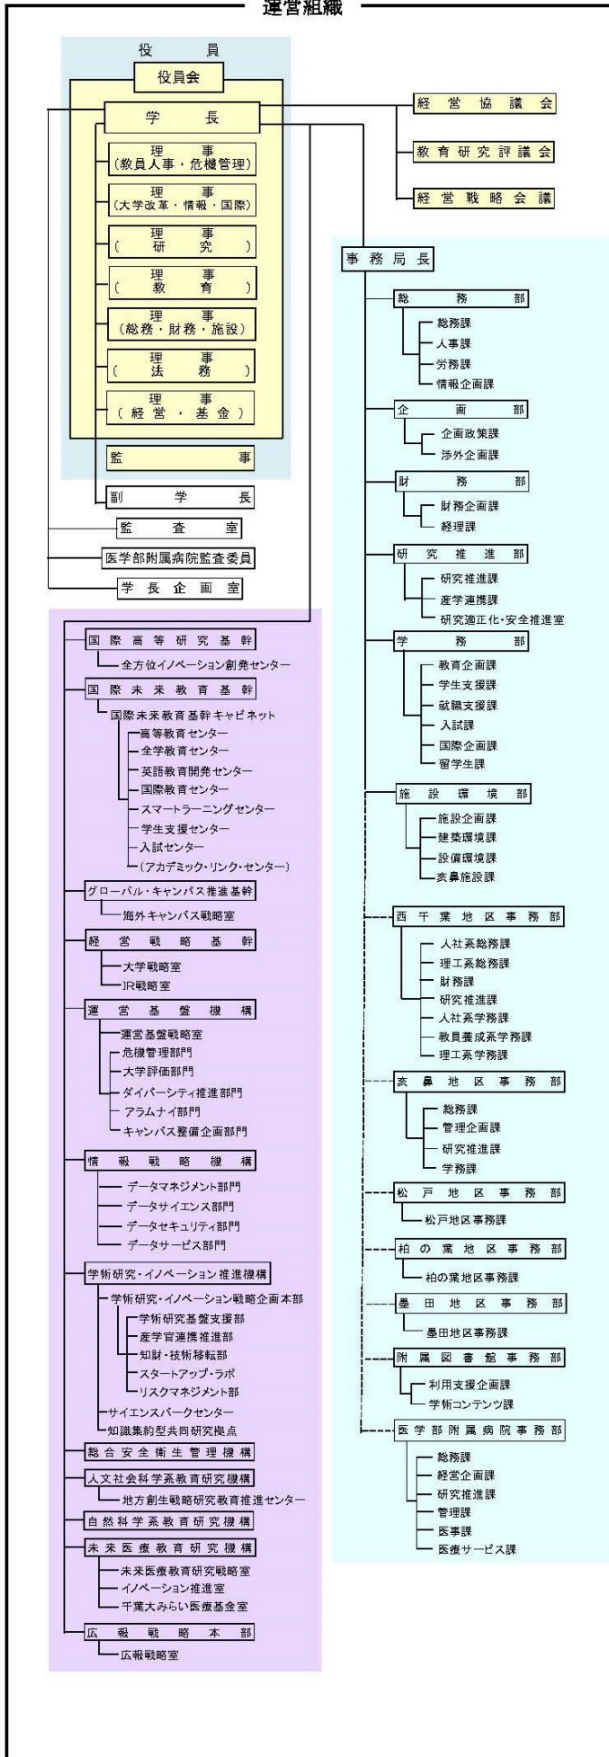 運営組織
役員
役員会
学長
理事
(教員人事・危機管理)
理事
(大学改革・情報・国際)
理事
(研究)
理事
(教育)
理事
(総務・財務・施設)
理事
(法務)
理事
(経営・基金)
監事
副学長
監査室
医学部附属病院監査委員
学長企画室
経営協議会
教育研究評議会
経営戦略会議
国際高等研究基幹
全方位イノベーション創発センター
国際未来教育基幹
国際未来教育基幹キャビネット
高等教育センター
全学教育センター
英語教育開発センター
国際教育センター
スマートラーニングセンター
学生支援センター
入試センター
(アカデミック・リンク・センター)
グローバル・キャンパス推進基幹
海外キャンパス戦略室
経営戦略基幹
大学戦略室
IR戦略室
運営基盤機構
運営基盤戦略室
危機管理部門
大学評価部門
ダイバーシティ推進部門
アラムナイ部門
キャンパス整備企画部門
情報戦略機構
データマネジメント部門
データサイエンス部門
データセキュリティ部門
データサービス部門
学術研究・イノベーション推進機構
学術研究・イノベーション戦略企画本部
学術研究基盤支援部
産学官連携推進部
知財・技術移転部
スタートアップ・ラボ
リスクマネジメント部
サイエンスパークセンター
知識集約型共同研究拠点
総合安全衛生管理機構
人文社会科学系教育研究機構
地方創生戦略研究教育推進センター
自然科学系教育研究機構
未来医療教育研究機構
未来医療教育研究戦略室
イノベーション推進室
千葉大みらい医療基金室
広報戦略本部
広報戦略室
事務局長
総務部
総務課
人事課
労務課
情報企画課
企画部
企画政策課
渉外企画課
財務部
財務企画課
経理課
研究推進部
研究推進課
産学連携課
研究適正化・安全推進室
学務部
教育企画課
学生支援課
就職支援課
入試課
国際企画課
留学生課
施設環境部
施設企画課
建築環境課
設備環境課
亥鼻施設課
西千葉地区事務部
人社系総務課
理工系総務課
財務課
研究推進課
人社系学務課
教員養成系学務課
理工系学務課
亥鼻地区事務部
総務課
管理企画課
研究推進課
学務課
松戸地区事務部
松戸地区事務課
柏の葉地区事務部
柏の葉地区事務課
墨田地区事務部
墨田地区事務課
附属図書館事務部
利用支援企画課
学術コンテンツ課
医学部附属病院事務部
総務課
経営企画課
研究推進課
管理課
医事課
医療サービス課